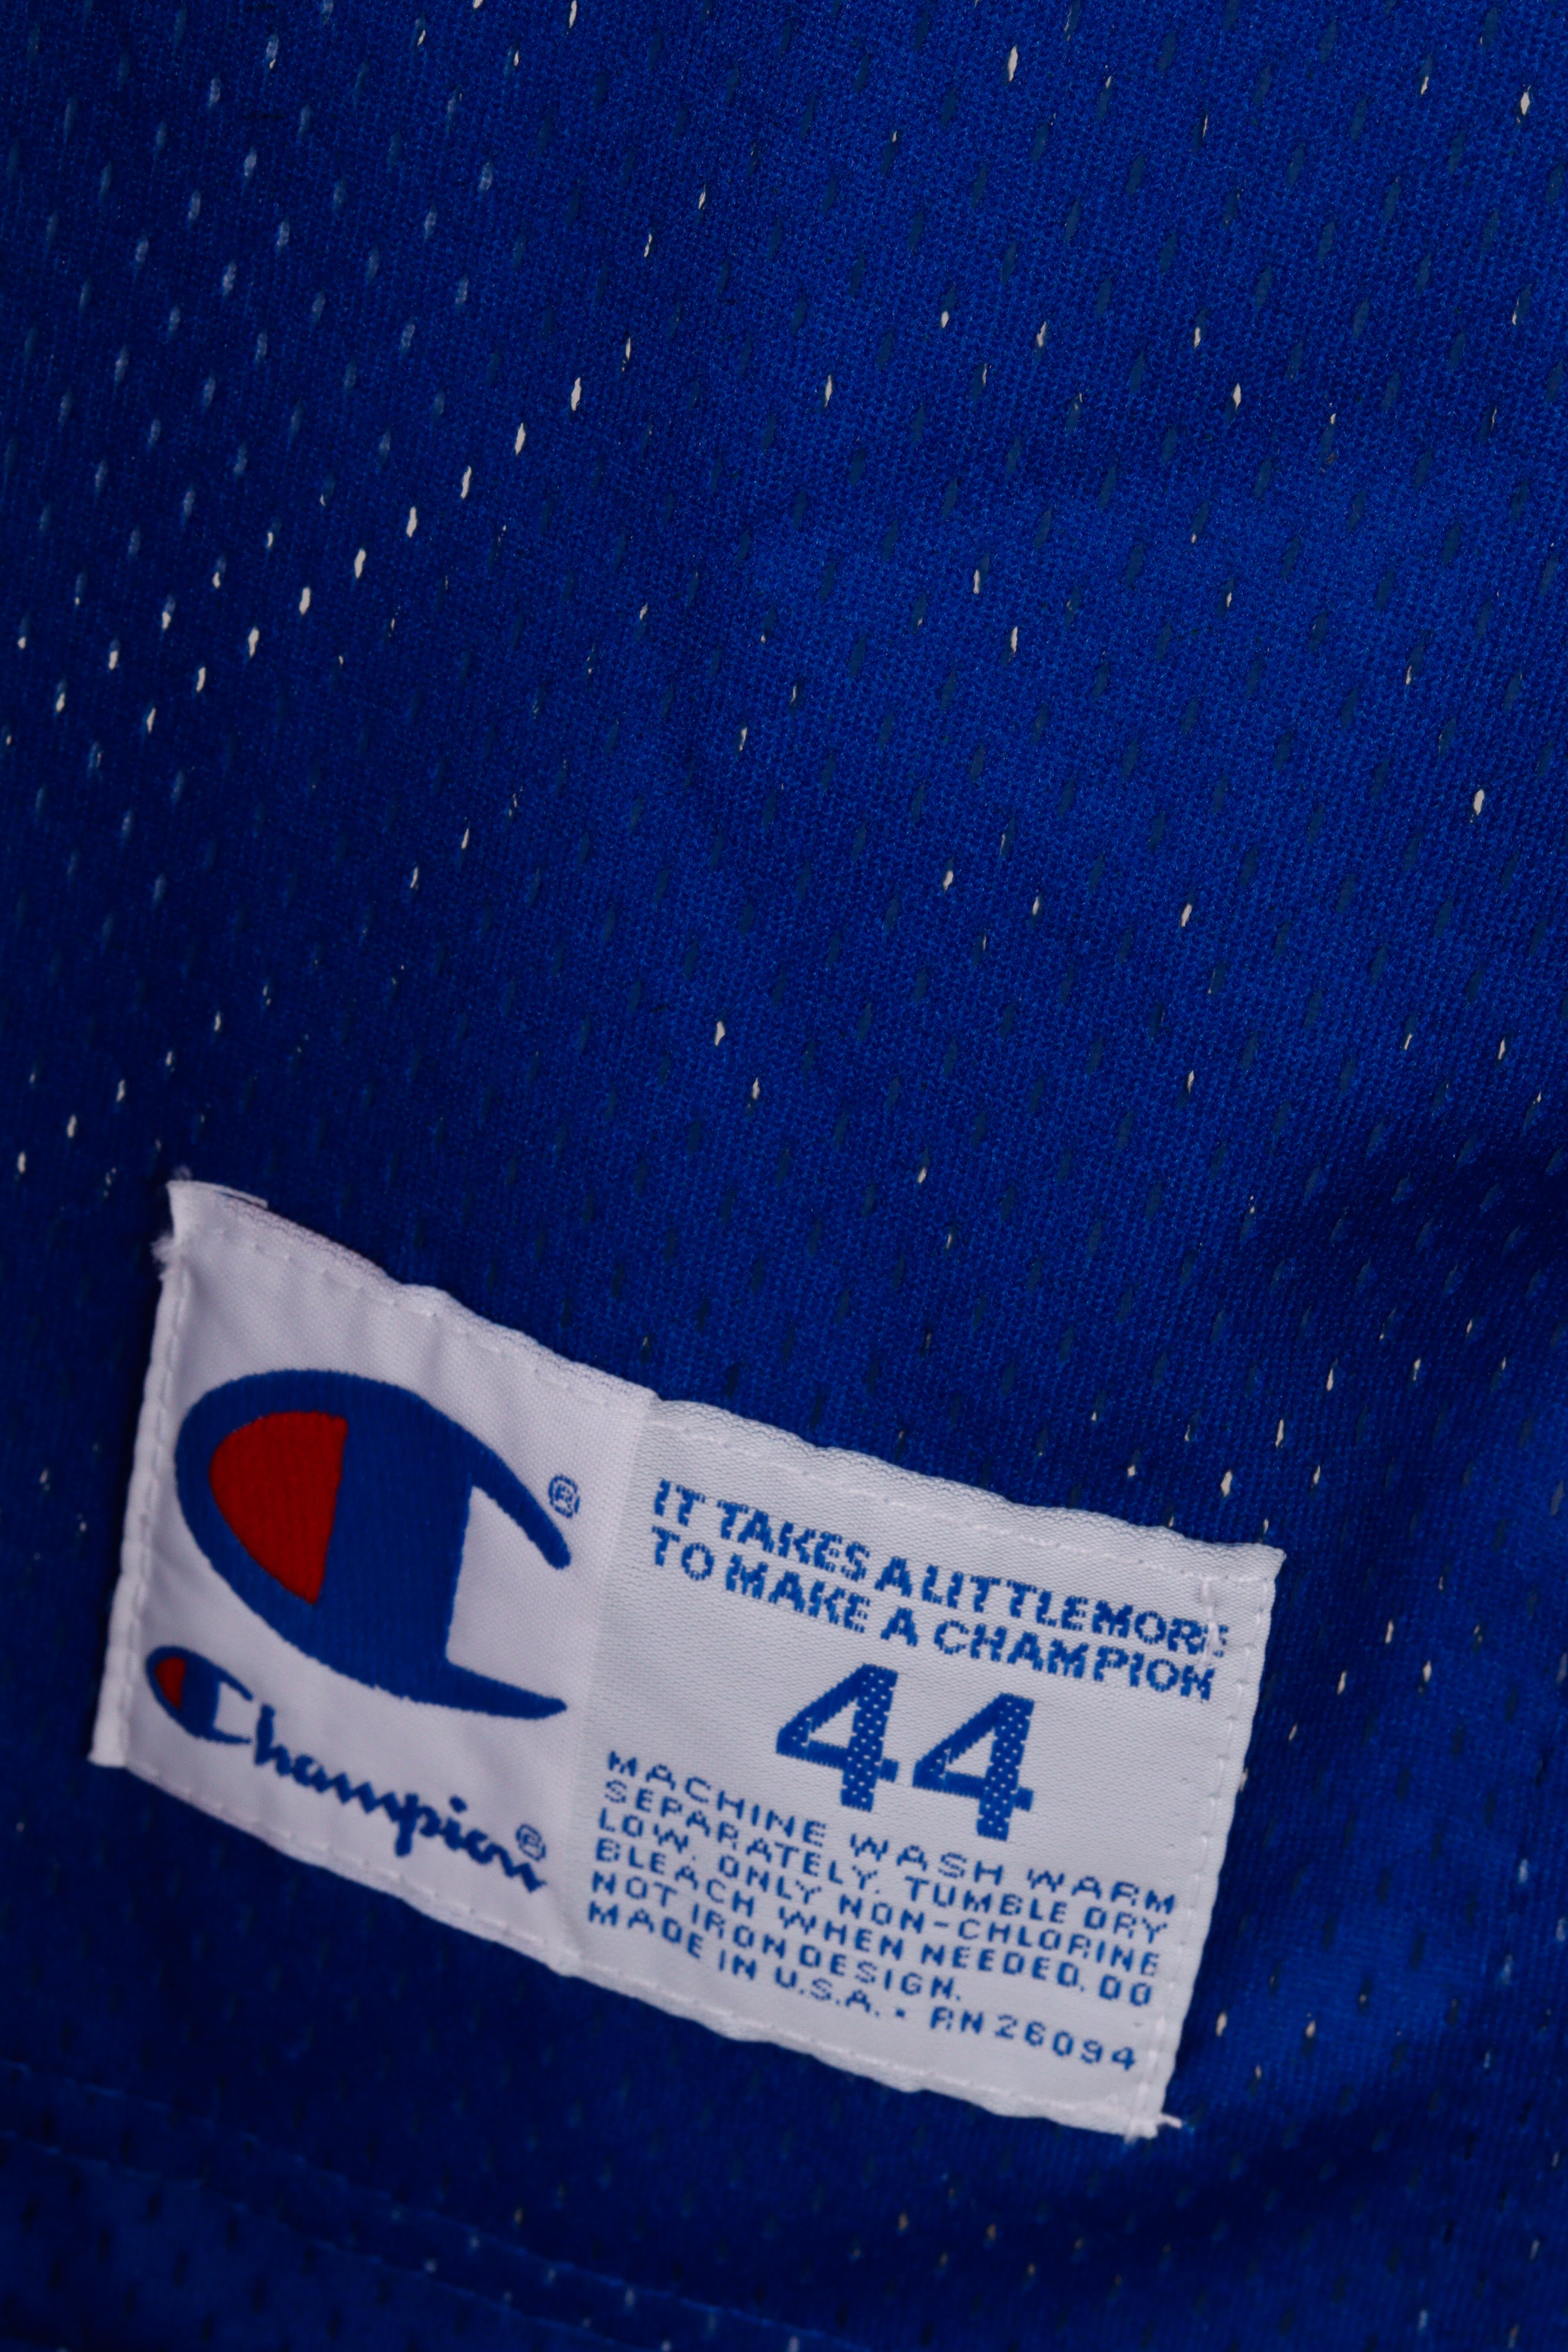 ®
Champion®
IT TAKES A LITTLE MORE
TO MAKE A CHAMPION
44
MACHINE WASH WARM
SEPARATELY. TUMBLE DRY
LOW. ONLY NON-CHLORINE
BLEACH WHEN NEEDED. DO
NOT IRON DESIGN.
MADE IN U.S.A. • RN 26094